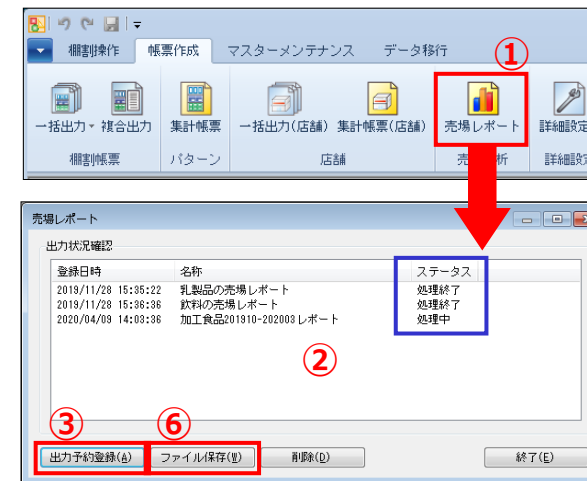 棚割操作 帳票作成 マスターメンテナンス データ移行
①
一括出力 複合出力 集計帳票 一括出力(店舗) 集計帳票(店舗) 売場レポート 詳細設定
棚割帳票 パターン 店舗
売場レポート
出力状況確認
登録日時 名称 ステータス
2019/11/28 15:35:22 乳製品の売場レポート 処理終了
2019/11/28 15:36:36 飲料の売場レポート 処理終了
2020/04/09 14:03:36 加工食品201910-202003レポート 処理中
②
③ ⑥
出力予約登録(A) ファイル保存(W) 削除(D) 終了(E)